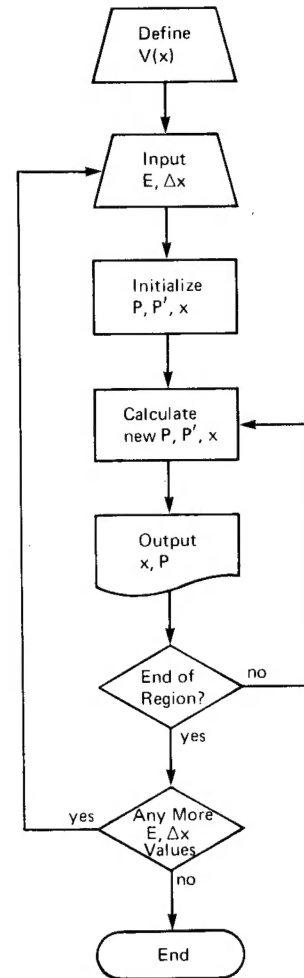 Define
V(x)
Input
E, Δx
Initialize
P, P′, x
Calculate
new P, P′, x
Output
x, P
End of
Region?
no
yes
Any More
E, Δx
Values
yes
no
End